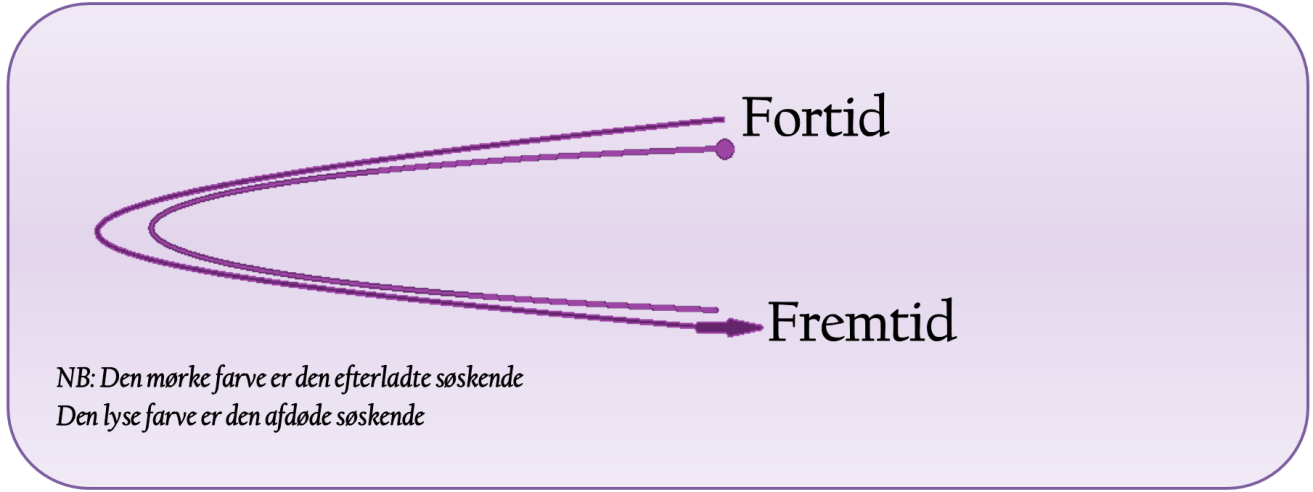 Fortid
Fremtid
NB: Den mørke farve er den efterladte søskende
Den lyse farve er den afdøde søskende